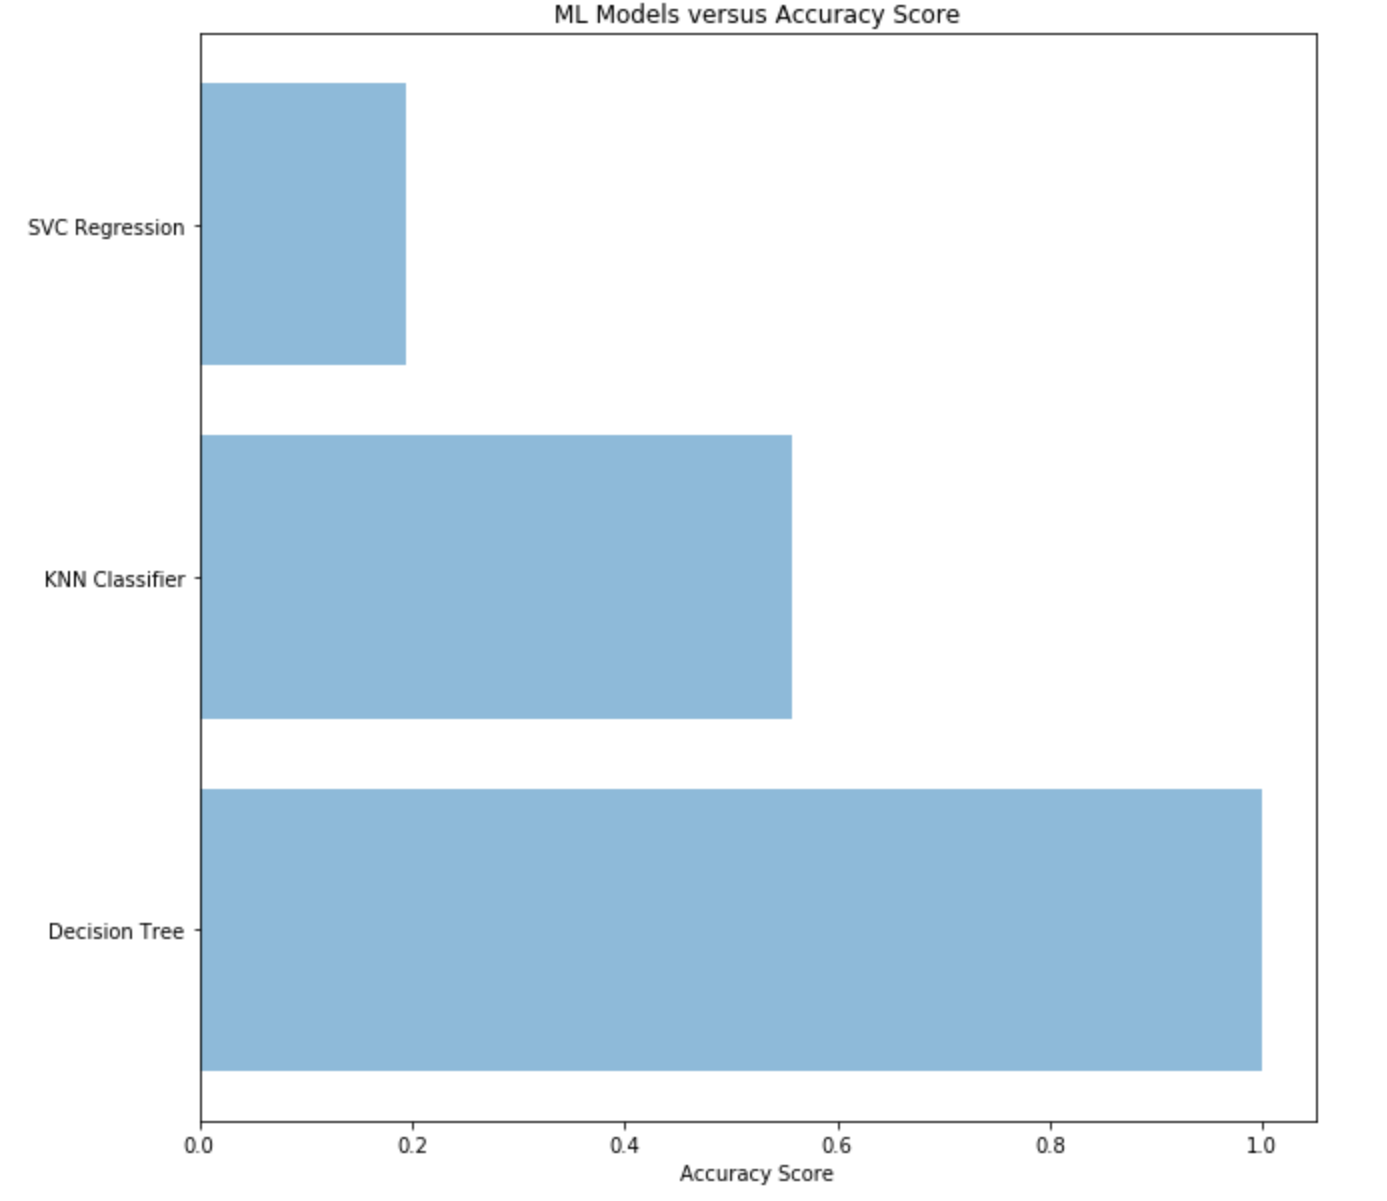 ML Models versus Accuracy Score
SVC Regression
KNN Classifier
Decision Tree
0.0 0.2 0.4 0.6 0.8 1.0
Accuracy Score